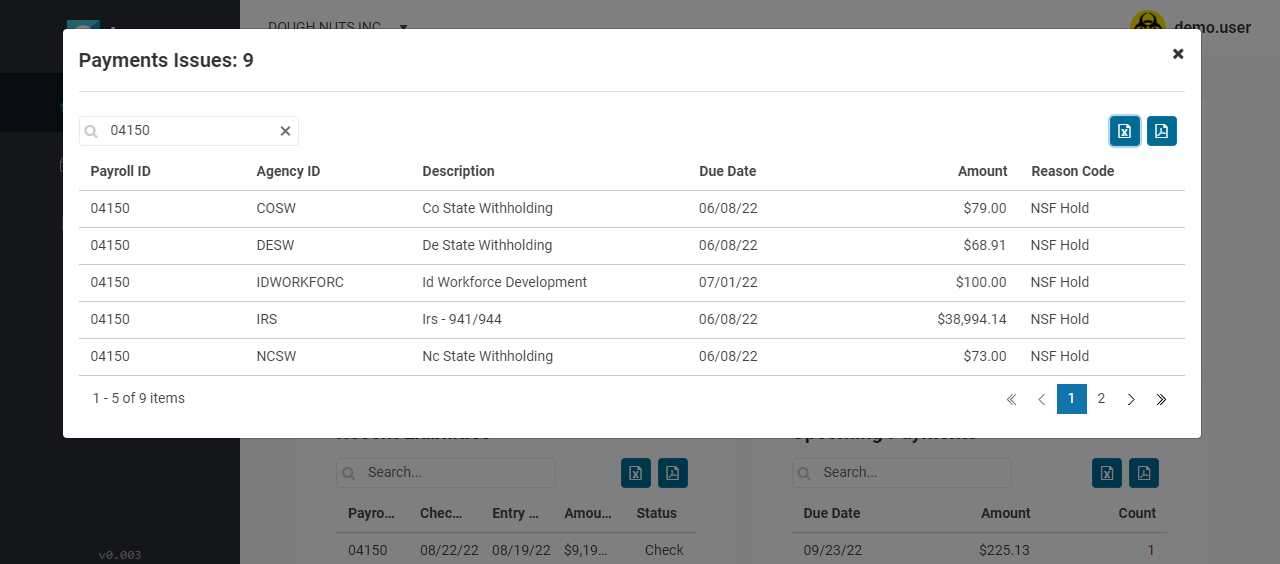 DOUGH NUTS INC
demo.user
Payments Issues: 9
04150
Payroll ID Agency ID Description Due Date Amount Reason Code
04150 COSW Co State Withholding 06/08/22 $79.00 NSF Hold
04150 DESW De State Withholding 06/08/22 $68.91 NSF Hold
04150 IDWORKFORC Id Workforce Development 07/01/22 $100.00 NSF Hold
04150 IRS Irs - 941/944 06/08/22 $38,994.14 NSF Hold
04150 NCSW Nc State Withholding 06/08/22 $73.00 NSF Hold
1 - 5 of 9 items 1 2
Recent Liabilities Upcoming Payments
Search... Search...
Payro... Chec... Entry ... Amou... Status Due Date Amount Count
04150 08/22/22 08/19/22 $9,19... Check 09/23/22 $225.13 1
v0.003